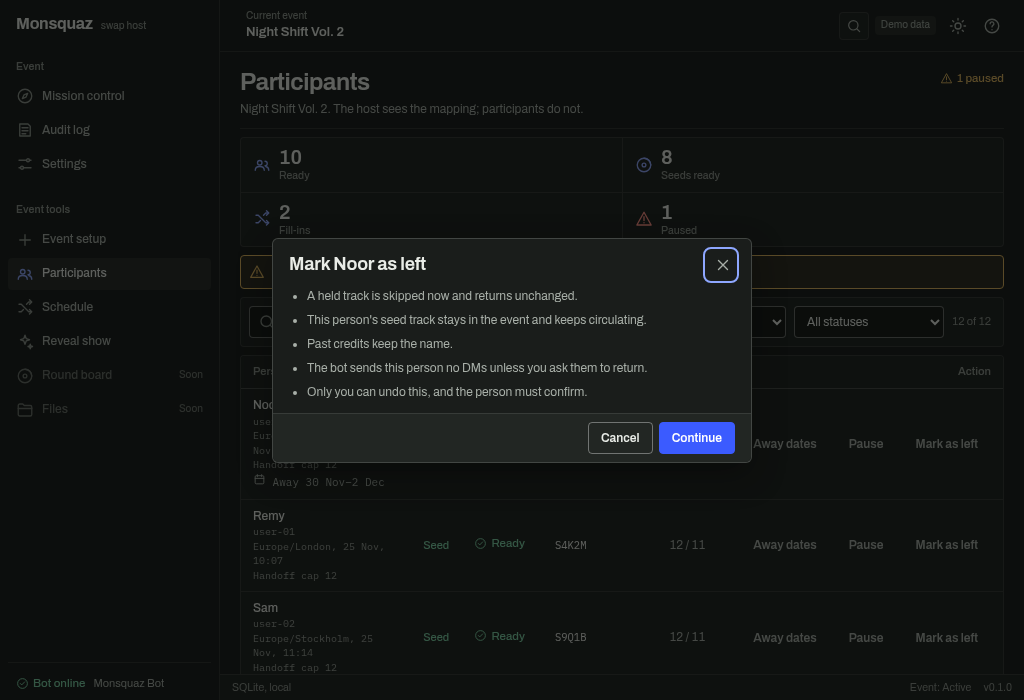 Monsquaz swap host
Current event
Night Shift Vol. 2
Demo data
Event
Mission control
Audit log
Settings
Event tools
Event setup
Participants
Schedule
Reveal show
Round board Soon
Files Soon
Bot online Monsquaz Bot
Participants
1 paused
Night Shift Vol. 2. The host sees the mapping; participants do not.
10
Ready
8
Seeds ready
2
Fill-ins
1
Paused
Mark Noor as left
A held track is skipped now and returns unchanged.
This person's seed track stays in the event and keeps circulating.
Past credits keep the name.
The bot sends this person no DMs unless you ask them to return.
Only you can undo this, and the person must confirm.
Cancel Continue
All statuses
12 of 12
Action
Handoff cap 12
Away 30 Nov–2 Dec
Away dates Pause Mark as left
Remy
user-01
Europe/London, 25 Nov,
10:07
Handoff cap 12
Seed Ready S4K2M 12 / 11 Away dates Pause Mark as left
Sam
user-02
Europe/Stockholm, 25
Nov, 11:14
Handoff cap 12
Seed Ready S9Q1B 12 / 11 Away dates Pause Mark as left
SQLite, local
Event: Active v0.1.0